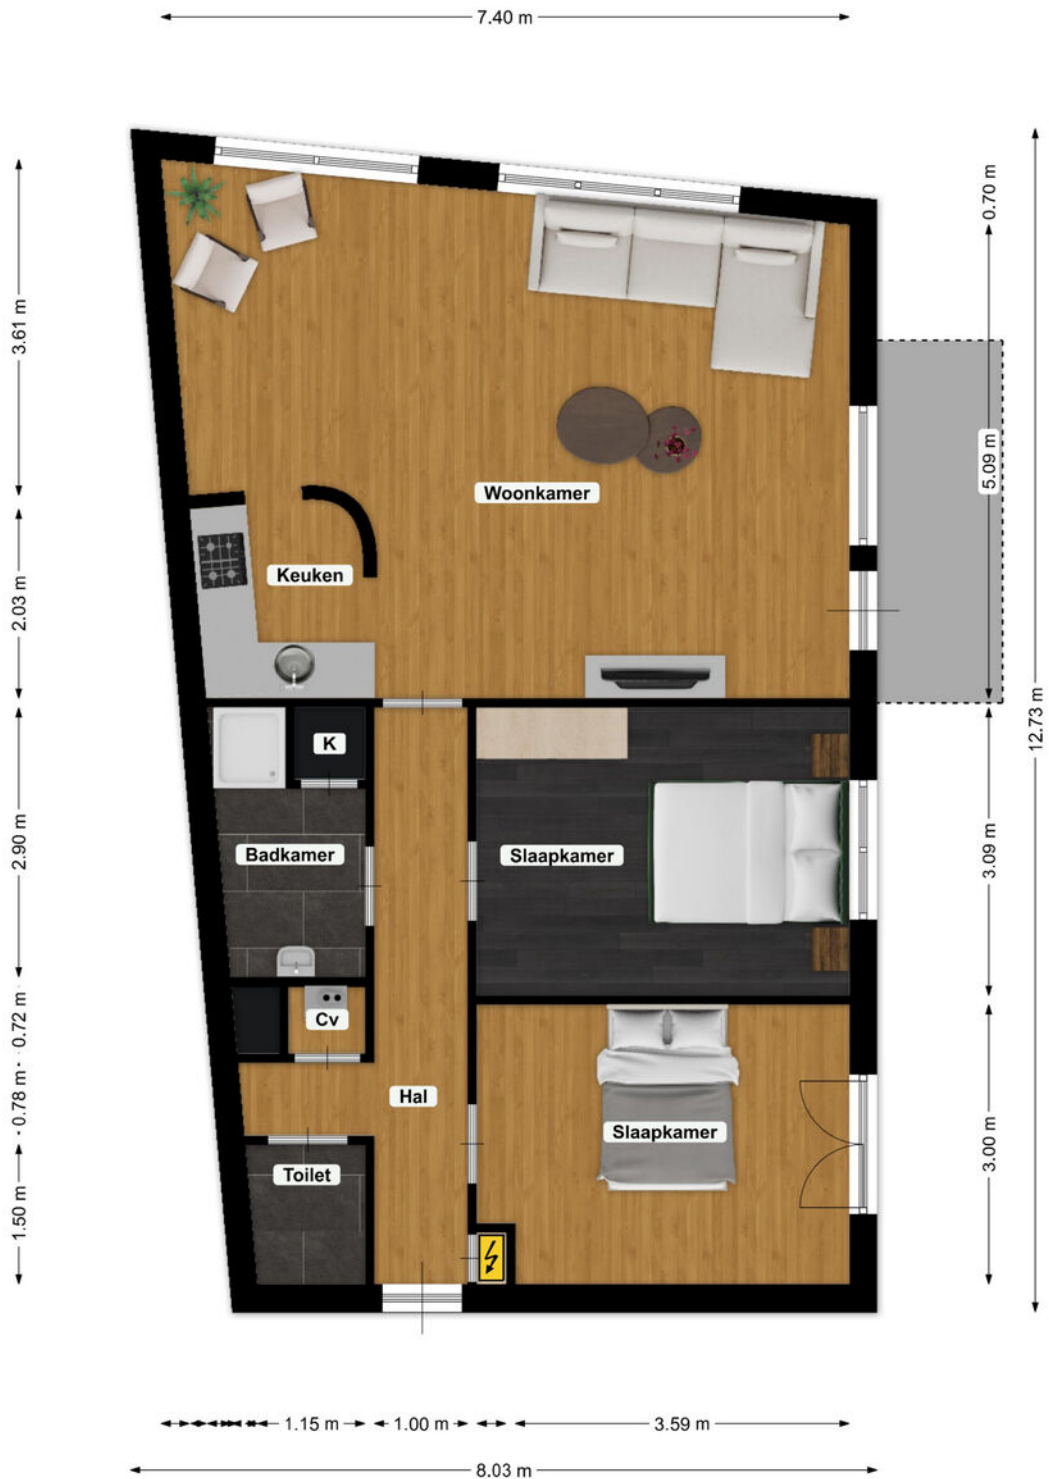 7.40 m
0.70 m
3.61 m
5.09 m
Woonkamer
Keuken
2.03 m
12.73 m
K
2.90 m
Badkamer
Slaapkamer
3.09 m
0.72 m
Cv
0.78 m
Hal
Slaapkamer
3.00 m
Toilet
1.50 m
1.15 m
1.00 m
3.59 m
8.03 m